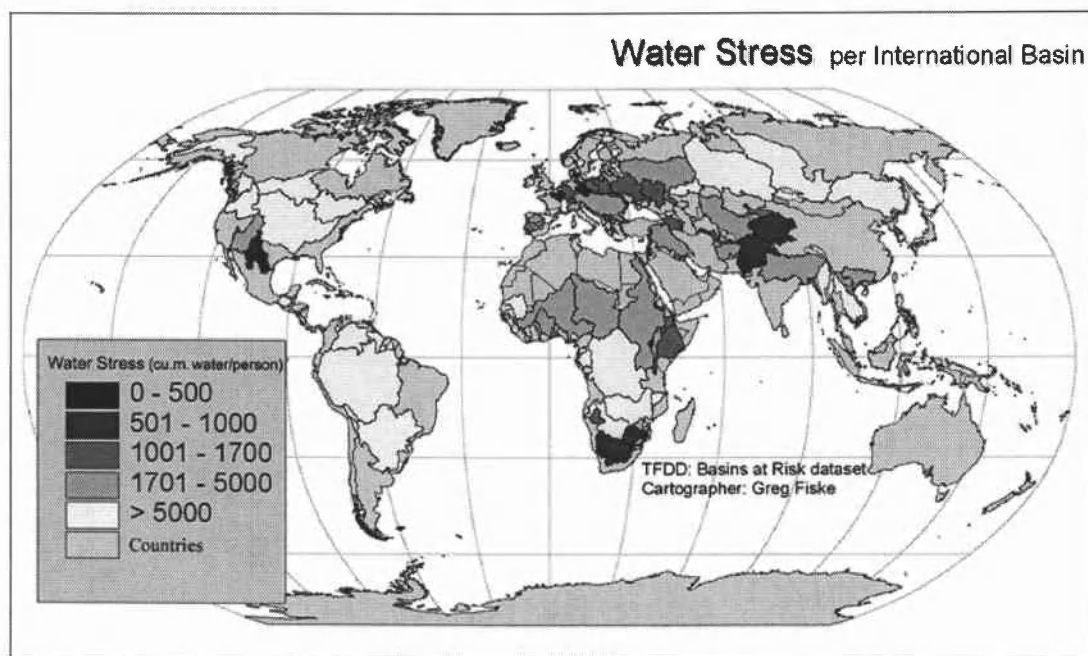 Water Stress per International Basin
Water Stress (cu.m. water/person)
0 - 500
501 - 1000
1001 - 1700
1701 - 5000
> 5000
Countries
TFDD: Basins at Risk dataset
Cartographer: Greg Fiske